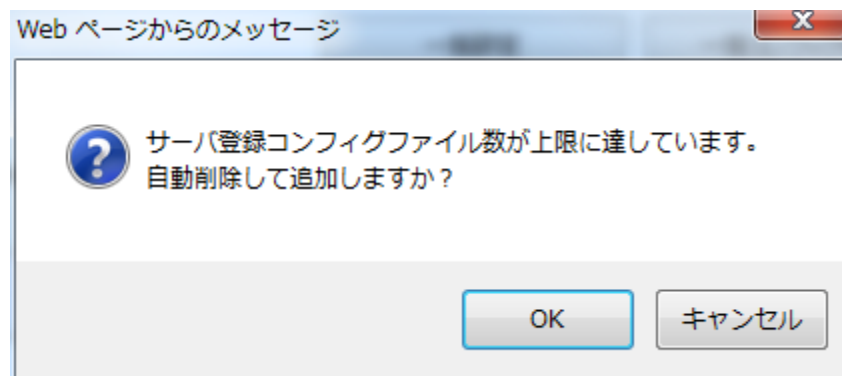 Web ページからのメッセージ
サーバ登録コンフィグファイル数が上限に達しています。
自動削除して追加しますか？
OK
キャンセル